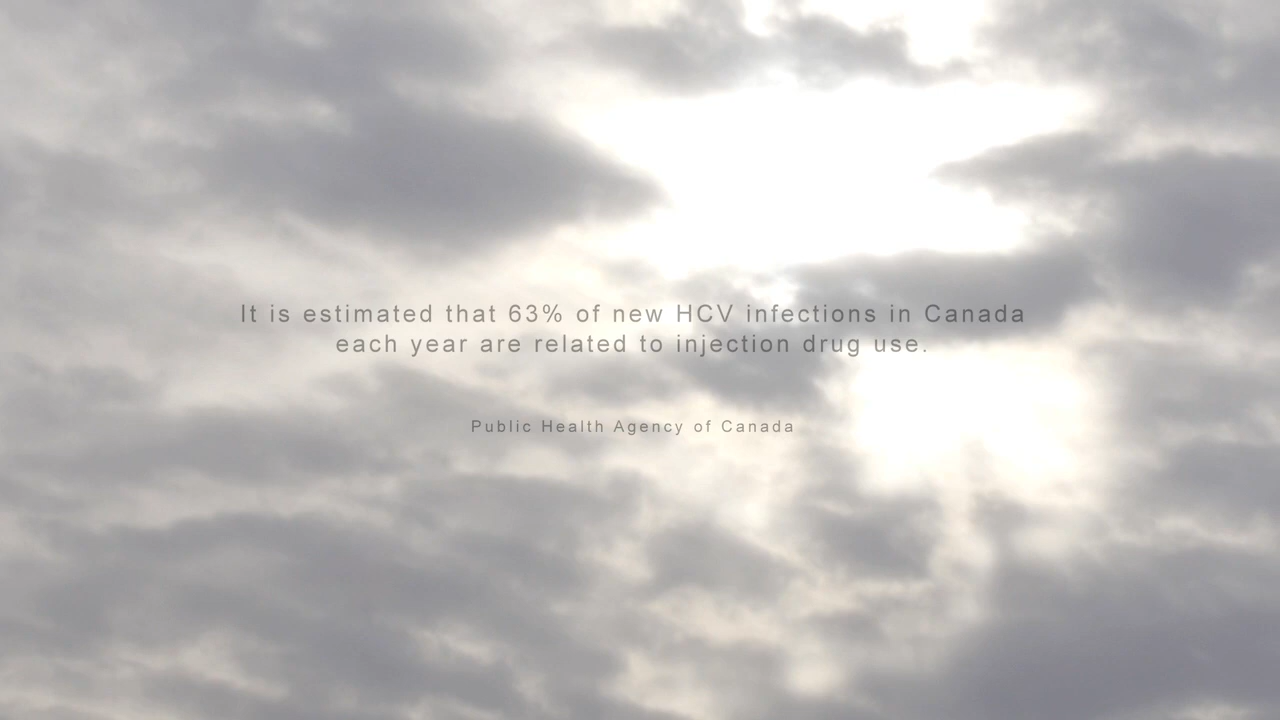 It is estimated that 63% of new HCV infections in Canada
each year are related to injection drug use.
Public Health Agency of Canada